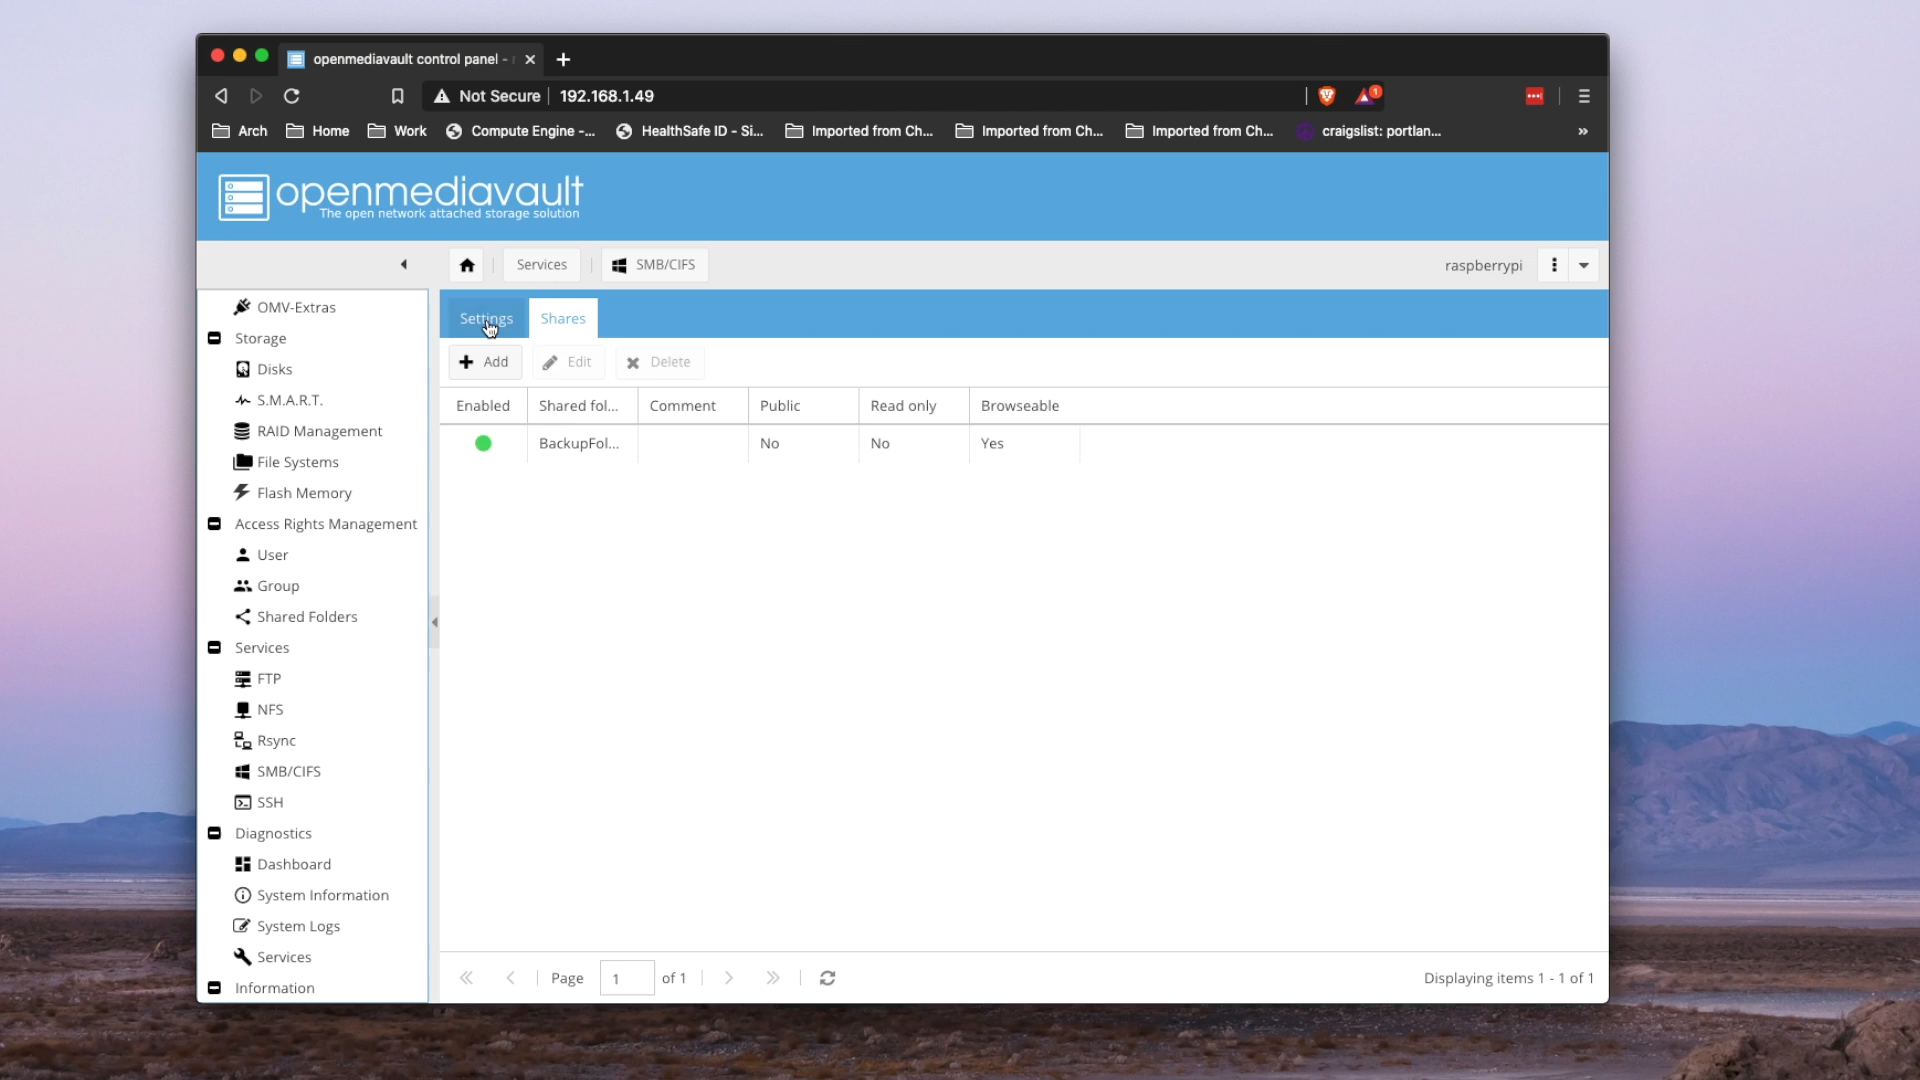 openmediavault control panel -
Not Secure
192.168.1.49
1
Arch
Home
Work
Compute Engine -...
HealthSafe ID - Si...
Imported from Ch...
Imported from Ch...
Imported from Ch...
craigslist: portlan...
openmediavault
The open network attached storage solution
Services
SMB/CIFS
raspberrypi
OMV-Extras
Storage
Disks
S.M.A.R.T.
RAID Management
File Systems
Flash Memory
Access Rights Management
User
Group
Shared Folders
Services
FTP
NFS
Rsync
SMB/CIFS
SSH
Diagnostics
Dashboard
System Information
System Logs
Services
Information
Settings
Shares
Add
Edit
Delete
Enabled
Shared fol...
Comment
Public
Read only
Browseable
BackupFol...
No
No
Yes
Page
1
of 1
Displaying items 1 - 1 of 1